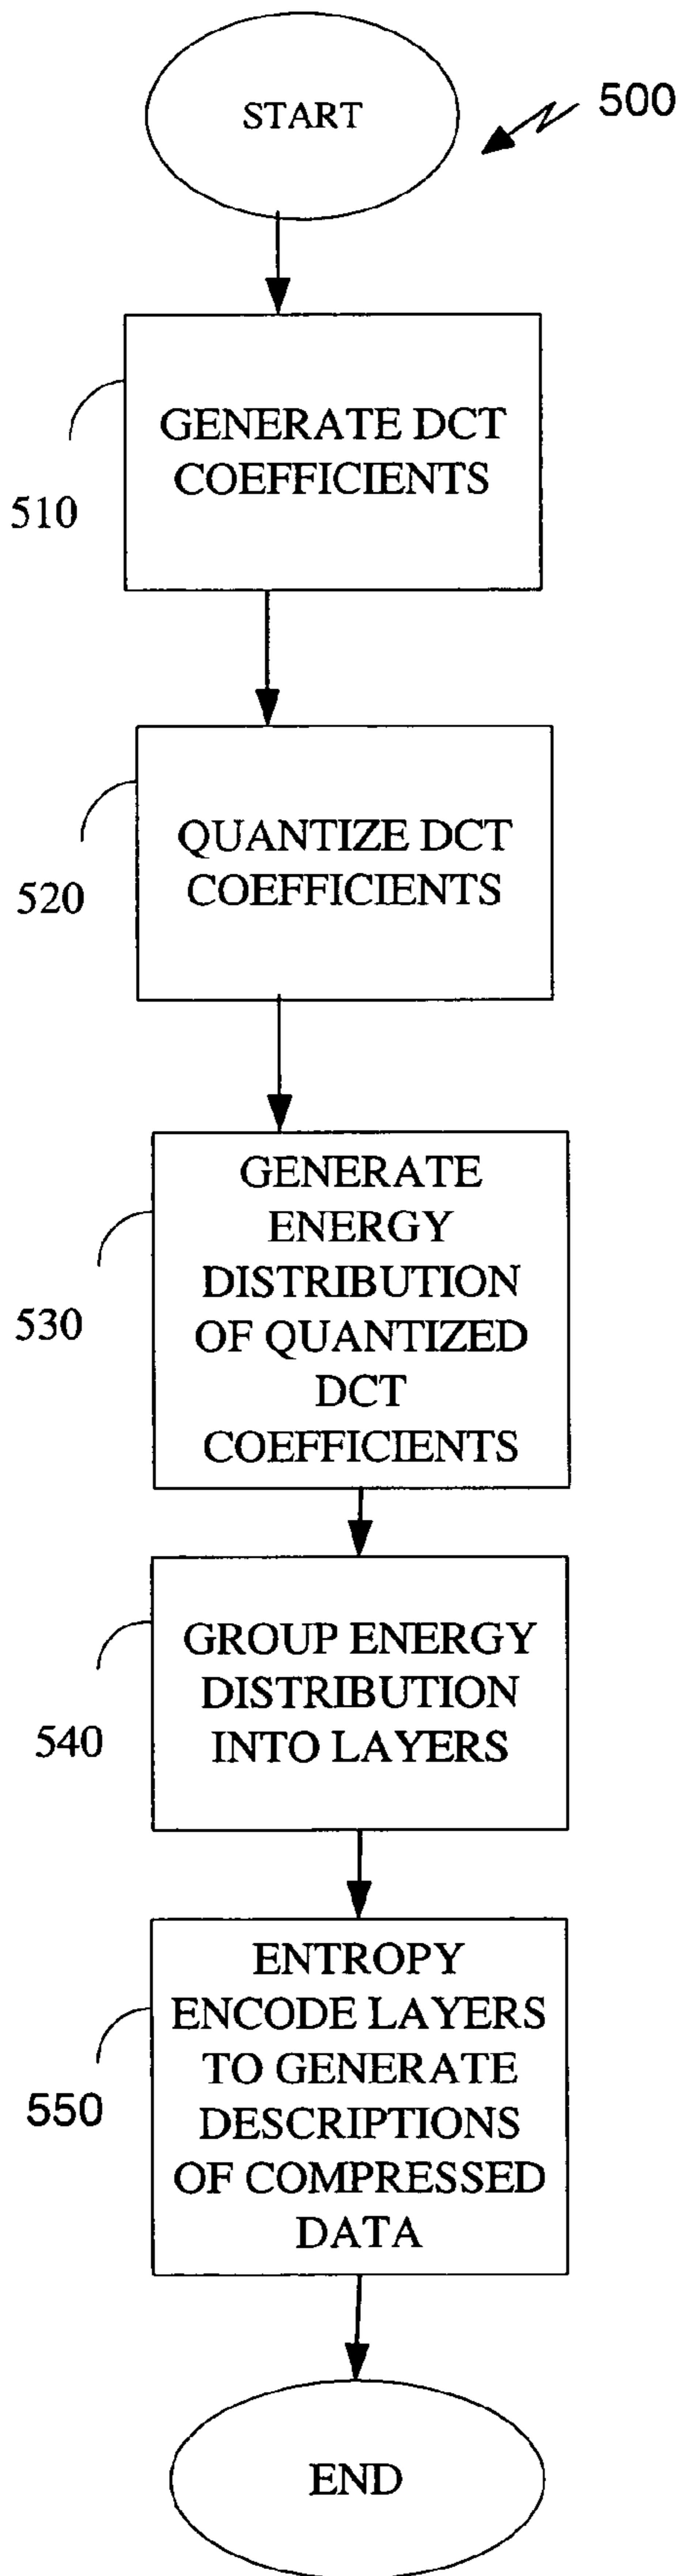 START
500
GENERATE DCT
COEFFICIENTS
510
QUANTIZE DCT
COEFFICIENTS
520
GENERATE
ENERGY
DISTRIBUTION
OF QUANTIZED
DCT
COEFFICIENTS
530
GROUP ENERGY
DISTRIBUTION
INTO LAYERS
540
ENTROPY
ENCODE LAYERS
TO GENERATE
DESCRIPTIONS
OF COMPRESSED
DATA
550
END